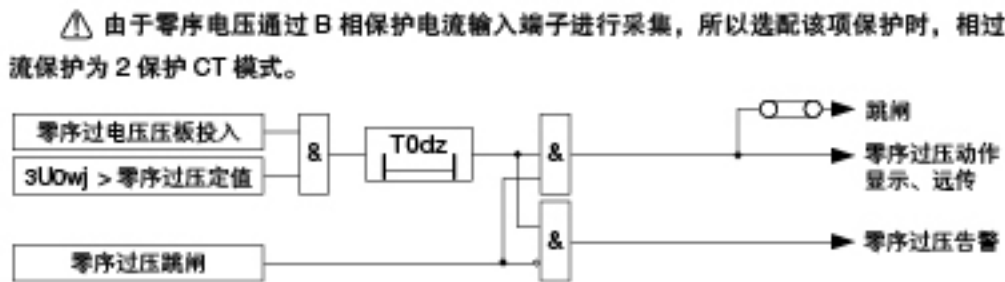 ⚠ 由于零序电压通过 B 相保护电流输入端子进行采集，所以选配该项保护时，相过
流保护为 2 保护 CT 模式。
跳闸
零序过电压压板投入
&
T0dz
&
零序过压动作
显示、远传
3U0wj > 零序过压定值
&
零序过压告警
零序过压跳闸